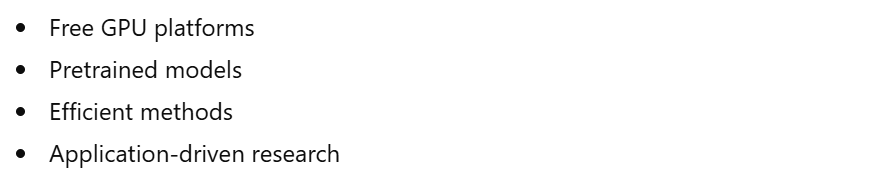 • Free GPU platforms
• Pretrained models
• Efficient methods
• Application-driven research